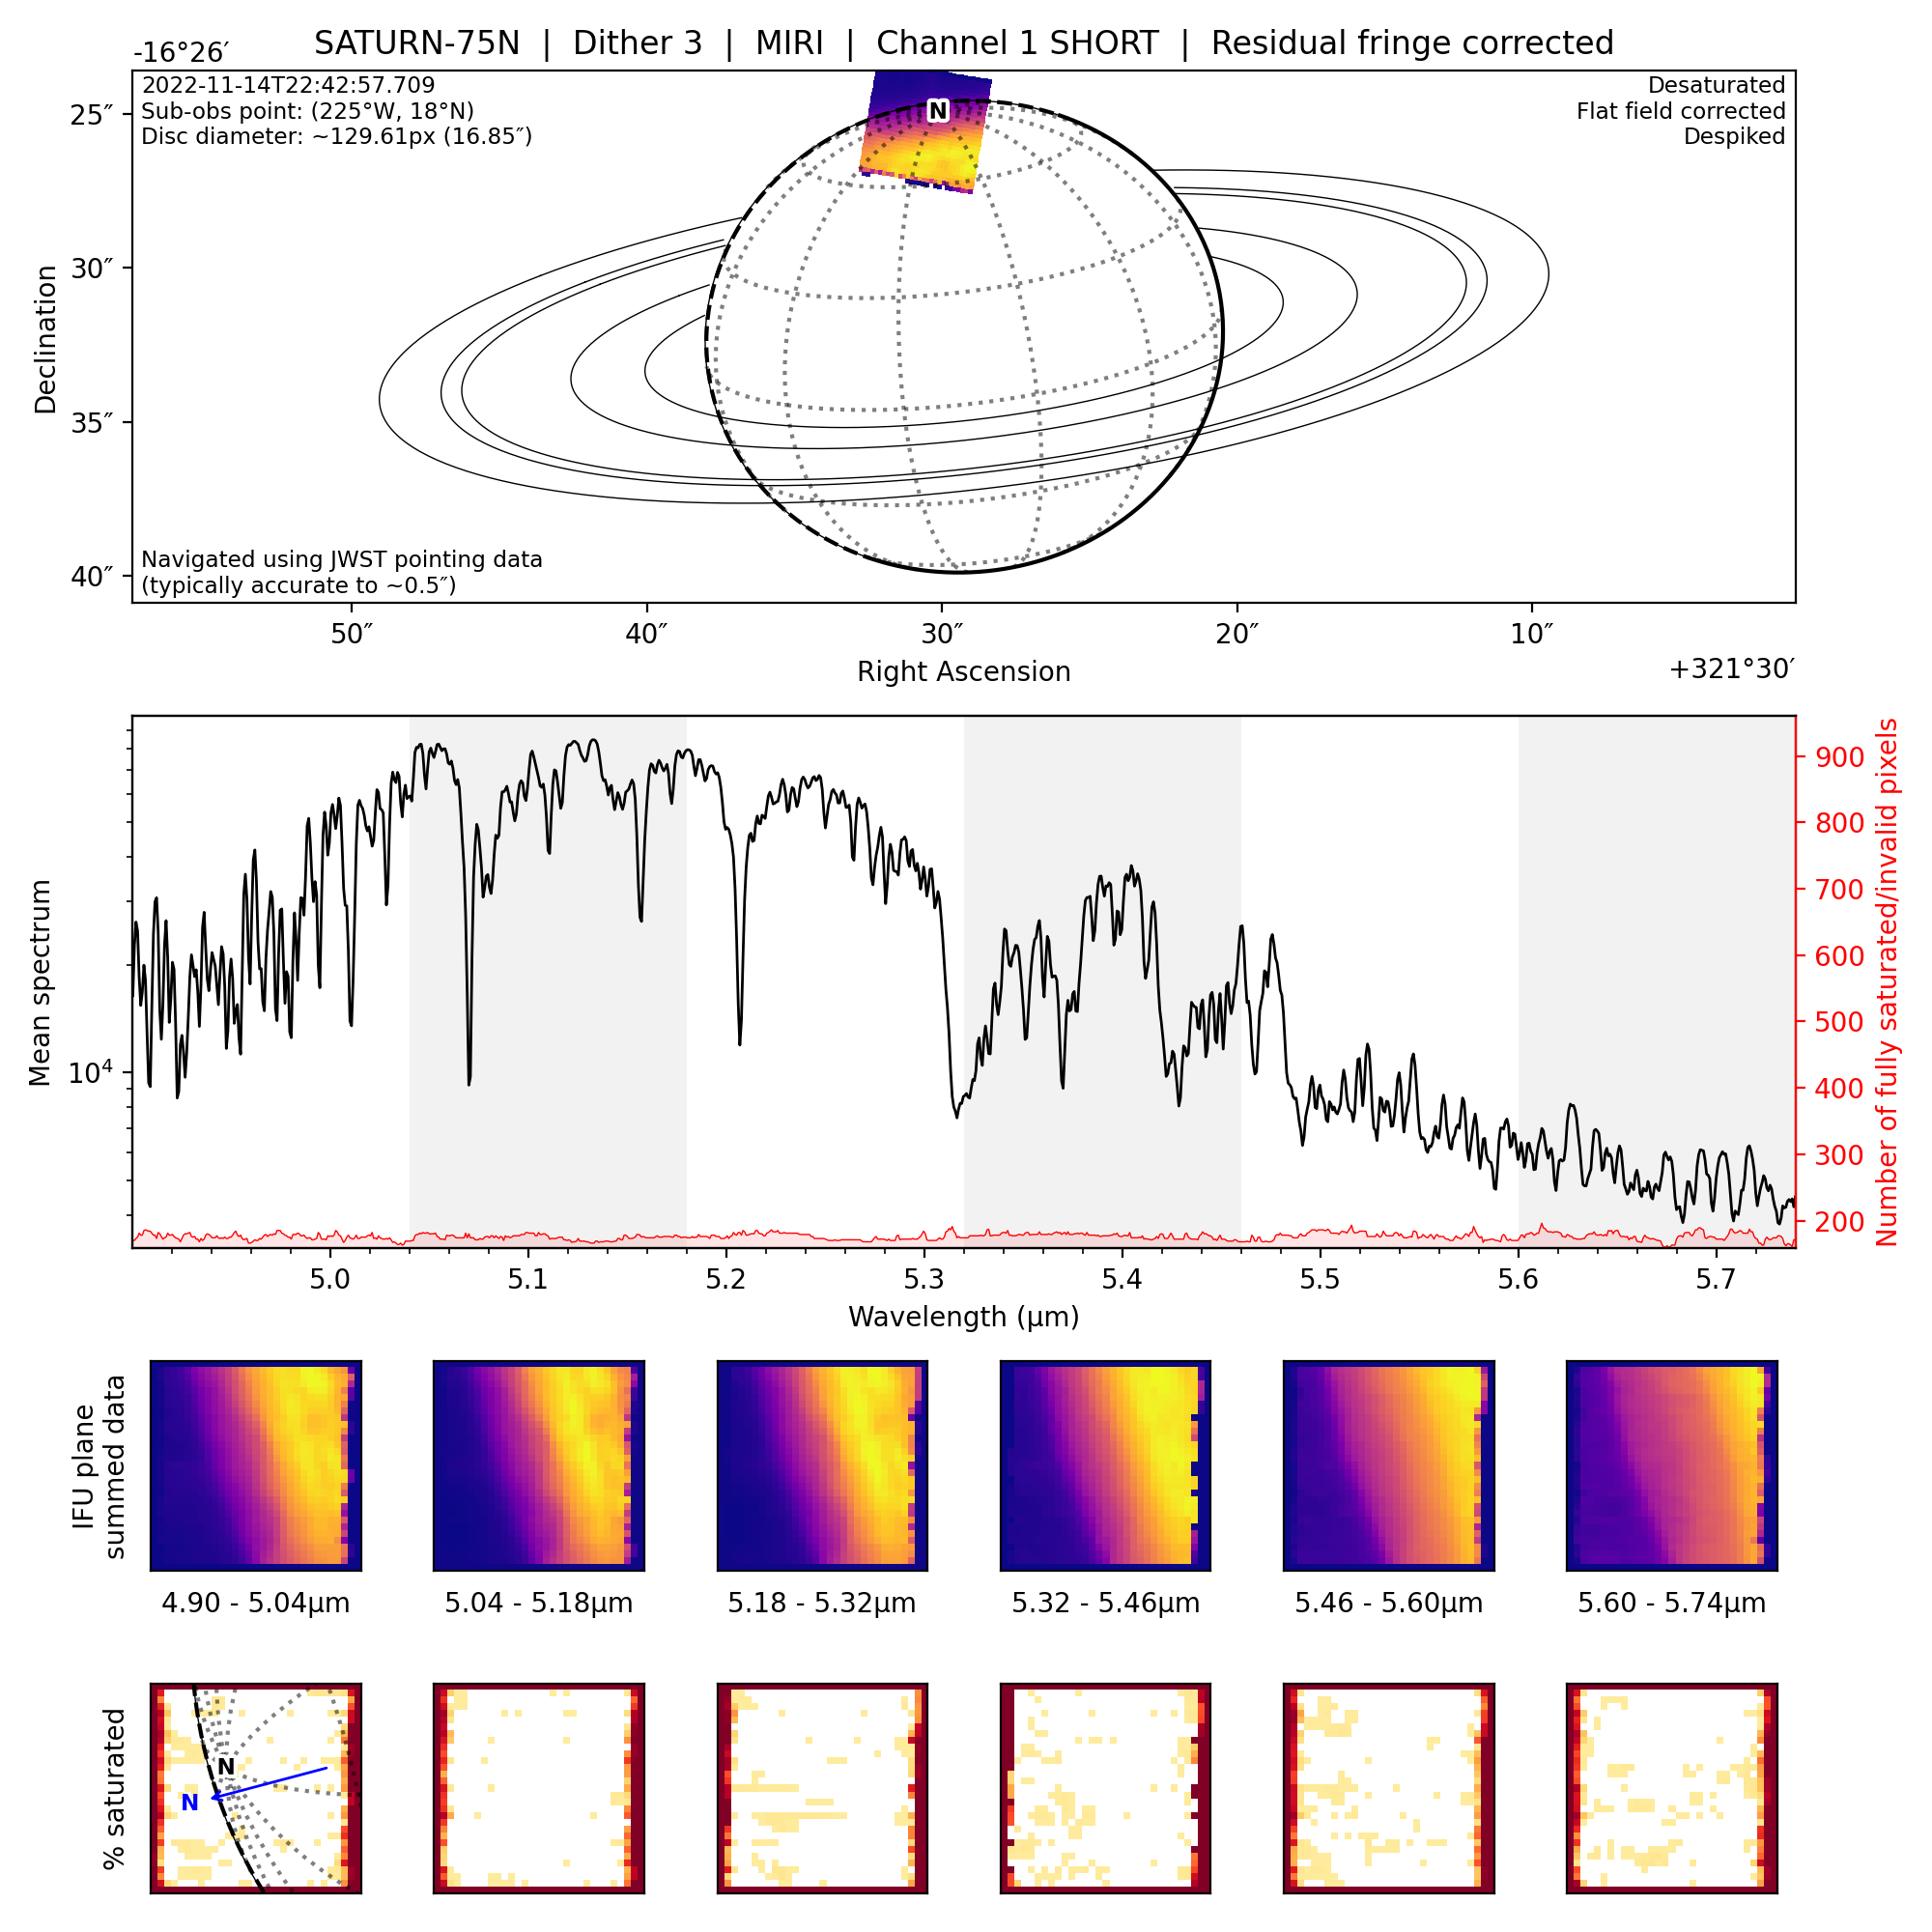 SATURN-75N | Dither 3 | MIRI | Channel 1 SHORT | Residual fringe corrected
-16°26′
2022-11-14T22:42:57.709
Sub-obs point: (225°W, 18°N)
Disc diameter: ~129.61px (16.85″)
Desaturated
Flat field corrected
Despiked
N
25″
30″
35″
40″
Declination
Navigated using JWST pointing data
(typically accurate to ~0.5″)
50″ 40″ 30″ 20″ 10″
Right Ascension
+321°30′
Mean spectrum
10⁴
900
800
700
600
500
400
300
200
Number of fully saturated/invalid pixels
5.0 5.1 5.2 5.3 5.4 5.5 5.6 5.7
Wavelength (µm)
IFU plane
summed data
4.90 - 5.04µm 5.04 - 5.18µm 5.18 - 5.32µm 5.32 - 5.46µm 5.46 - 5.60µm 5.60 - 5.74µm
% saturated
N
N